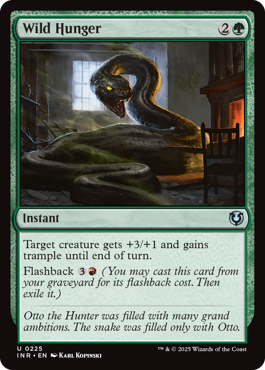 Wild Hunger 2
Instant
Target creature gets +3/+1 and gains
trample until end of turn.
Flashback 3 (You may cast this card from
your graveyard for its flashback cost. Then
exile it.)
Otto the Hunter was filled with many grand
ambitions. The snake was filled only with Otto.
U 0225
INR • EN Karl Kopinski
™ & © 2025 Wizards of the Coast